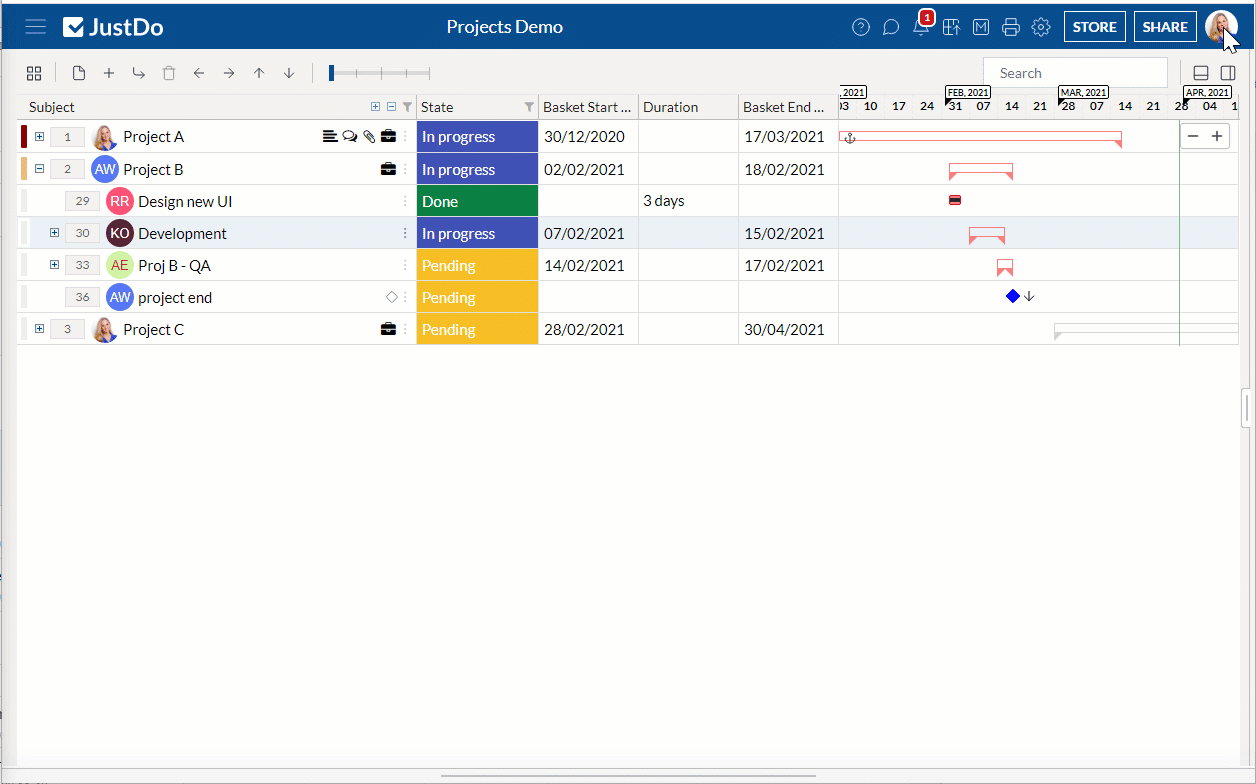 JustDo
Projects Demo
1
M
STORE
SHARE
Search
Subject
State
Basket Start ...
Duration
Basket End ...
, 2021
FEB, 2021
MAR, 2021
APR, 2021
03 10 17 24 31 07 14 21 28 07 14 21 28 04 1
1 Project A In progress 30/12/2020 17/03/2021
2 AW Project B In progress 02/02/2021 18/02/2021
29 RR Design new UI Done 3 days
30 KO Development In progress 07/02/2021 15/02/2021
33 AE Proj B - QA Pending 14/02/2021 17/02/2021
36 AW project end Pending
3 Project C Pending 28/02/2021 30/04/2021